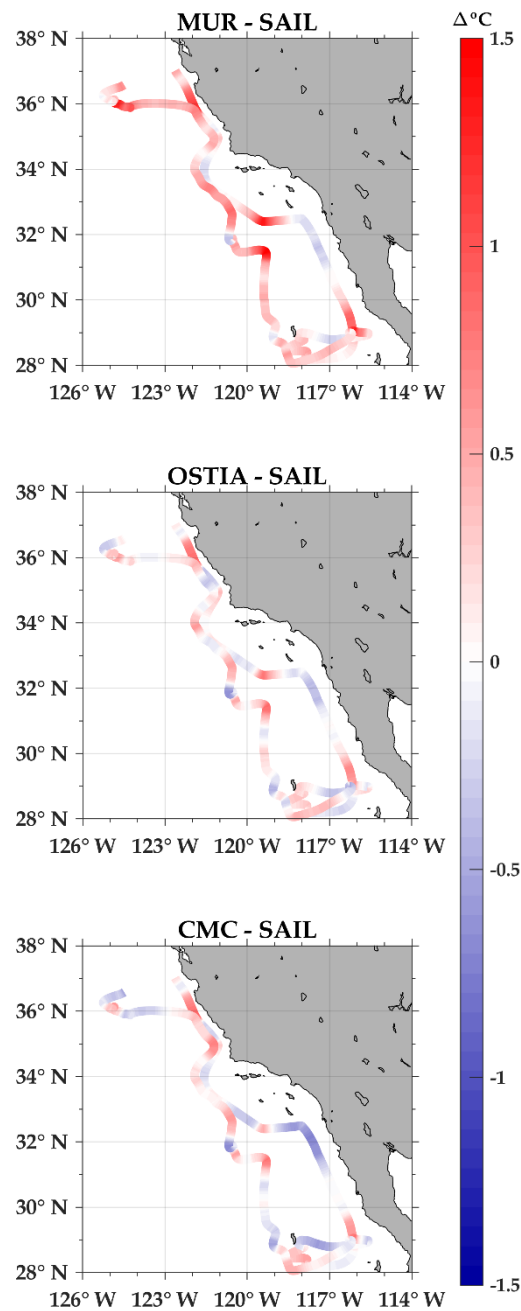 MUR - SAIL
Δ°C
38° N
36° N
34° N
32° N
30° N
28° N
126° W 123° W 120° W 117° W 114° W
OSTIA - SAIL
38° N
36° N
34° N
32° N
30° N
28° N
126° W 123° W 120° W 117° W 114° W
CMC - SAIL
38° N
36° N
34° N
32° N
30° N
28° N
126° W 123° W 120° W 117° W 114° W
1.5
1
0.5
0
-0.5
-1
-1.5